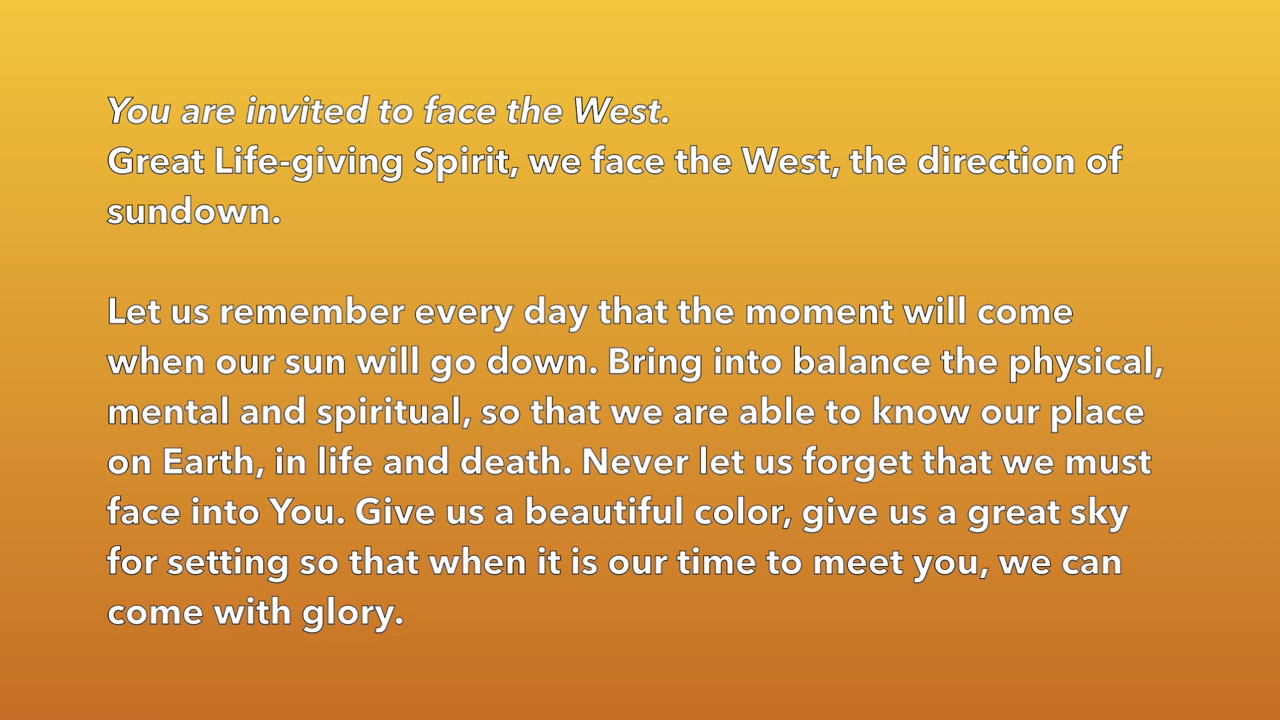 You are invited to face the West.
Great Life-giving Spirit, we face the West, the direction of
sundown.
Let us remember every day that the moment will come
when our sun will go down. Bring into balance the physical,
mental and spiritual, so that we are able to know our place
on Earth, in life and death. Never let us forget that we must
face into You. Give us a beautiful color, give us a great sky
for setting so that when it is our time to meet you, we can
come with glory.